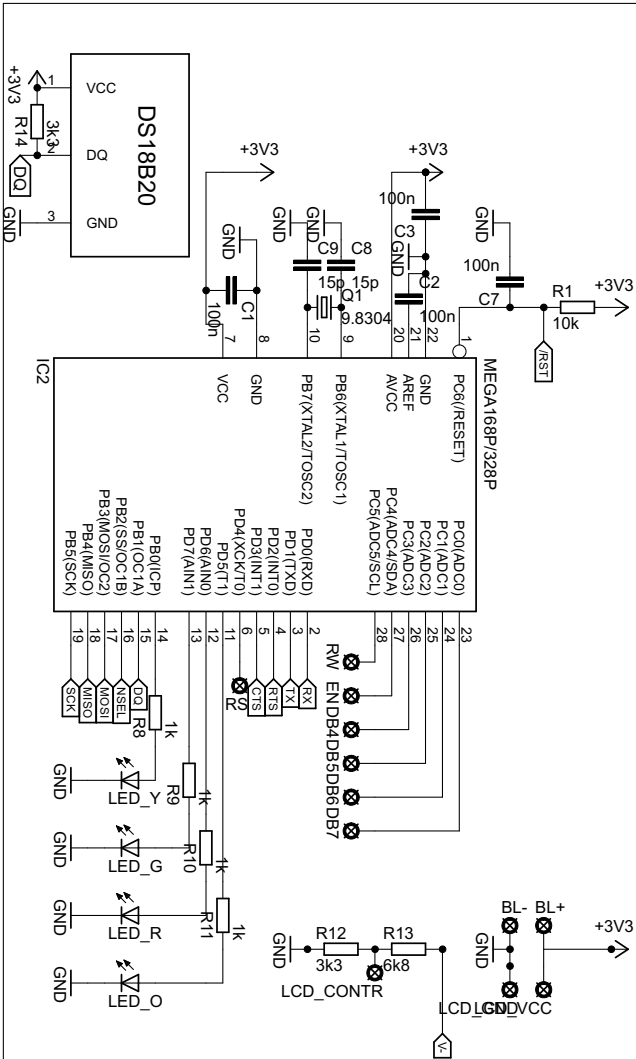 DS18B20
1
VCC
+3V3
R14
3k3
2
DQ
DQ
3
GND
GND
+3V3
GND
100n
C1
7
8
GND
GND
C9
C8
15p
15p
Q1
9.8304
10
9
+3V3
100n
C3
GND
C2
100n
20
21
22
GND
100n
C7
R1
10k
+3V3
/RST
1
IC2
MEGA168P/328P
VCC
GND
PB7(XTAL2/TOSC2)
PB6(XTAL1/TOSC1)
AVCC
AREF
GND
PC6(/RESET)
PB5(SCK)
PB4(MISO)
PB3(MOSI/OC2)
PB2(SS/OC1B)
PB1(OC1A)
PB0(ICP)
PD7(AIN1)
PD6(AIN0)
PD5(T1)
PD4(XCK/T0)
PD3(INT1)
PD2(INT0)
PD1(TXD)
PD0(RXD)
PC5(ADC5/SCL)
PC4(ADC4/SDA)
PC3(ADC3)
PC2(ADC2)
PC1(ADC1)
PC0(ADC0)
19
18
17
16
15
14
13
12
11
6
5
4
3
2
28
27
26
25
24
23
SCK
MISO
MOSI
NSEL
DQ
RS
CTS
RTS
TX
RX
RW
EN
DB4
DB5
DB6
DB7
R8
1k
GND
LED_Y
R9
1k
GND
LED_G
R10
1k
GND
LED_R
R11
1k
GND
LED_O
GND
R12
3k3
R13
6k8
LCD_CONTR
V-
BL-
BL+
GND
+3V3
LCD_GND
LCD_VCC